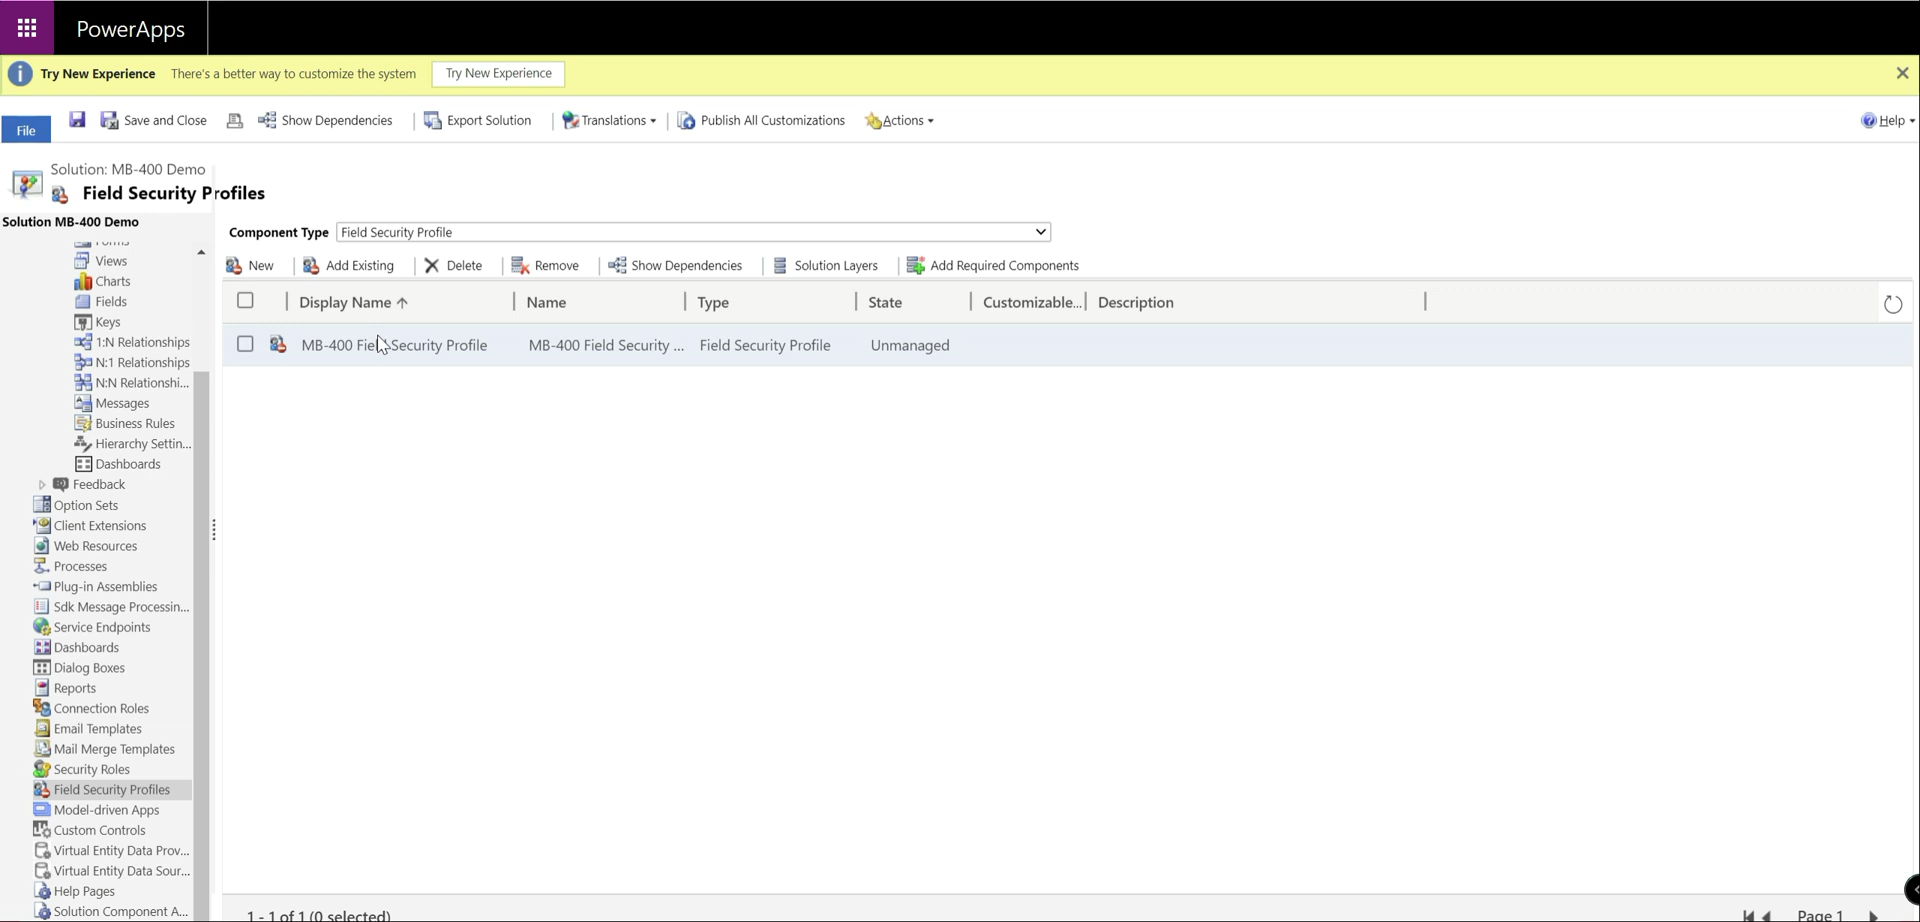 PowerApps
Try New Experience There's a better way to customize the system Try New Experience
File Save and Close Show Dependencies Export Solution Translations Publish All Customizations Actions Help
Solution: MB-400 Demo
Field Security Profiles
Solution MB-400 Demo
Component Type Field Security Profile
New Add Existing Delete Remove Show Dependencies Solution Layers Add Required Components
Display Name Name Type State Customizable... Description
MB-400 Field Security Profile MB-400 Field Security ... Field Security Profile Unmanaged
Forms
Views
Charts
Fields
Keys
1:N Relationships
N:1 Relationships
N:N Relationshi...
Messages
Business Rules
Hierarchy Settin...
Dashboards
Feedback
Option Sets
Client Extensions
Web Resources
Processes
Plug-in Assemblies
Sdk Message Processin...
Service Endpoints
Dashboards
Dialog Boxes
Reports
Connection Roles
Email Templates
Mail Merge Templates
Security Roles
Field Security Profiles
Model-driven Apps
Custom Controls
Virtual Entity Data Prov...
Virtual Entity Data Sour...
Help Pages
Solution Component A...
1 - 1 of 1 (0 selected) Page 1